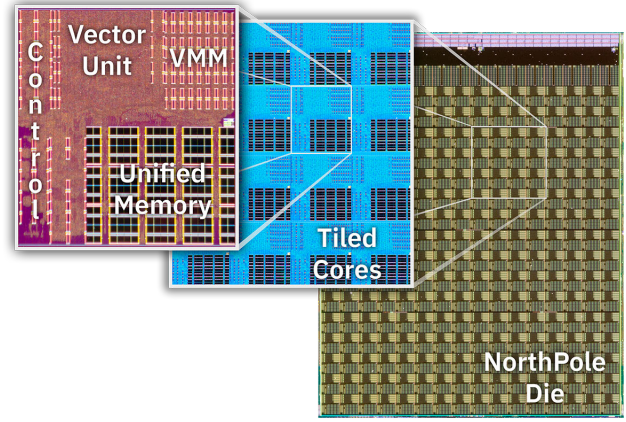 Control
Vector
Unit
VMM
Unified
Memory
Tiled
Cores
NorthPole
Die